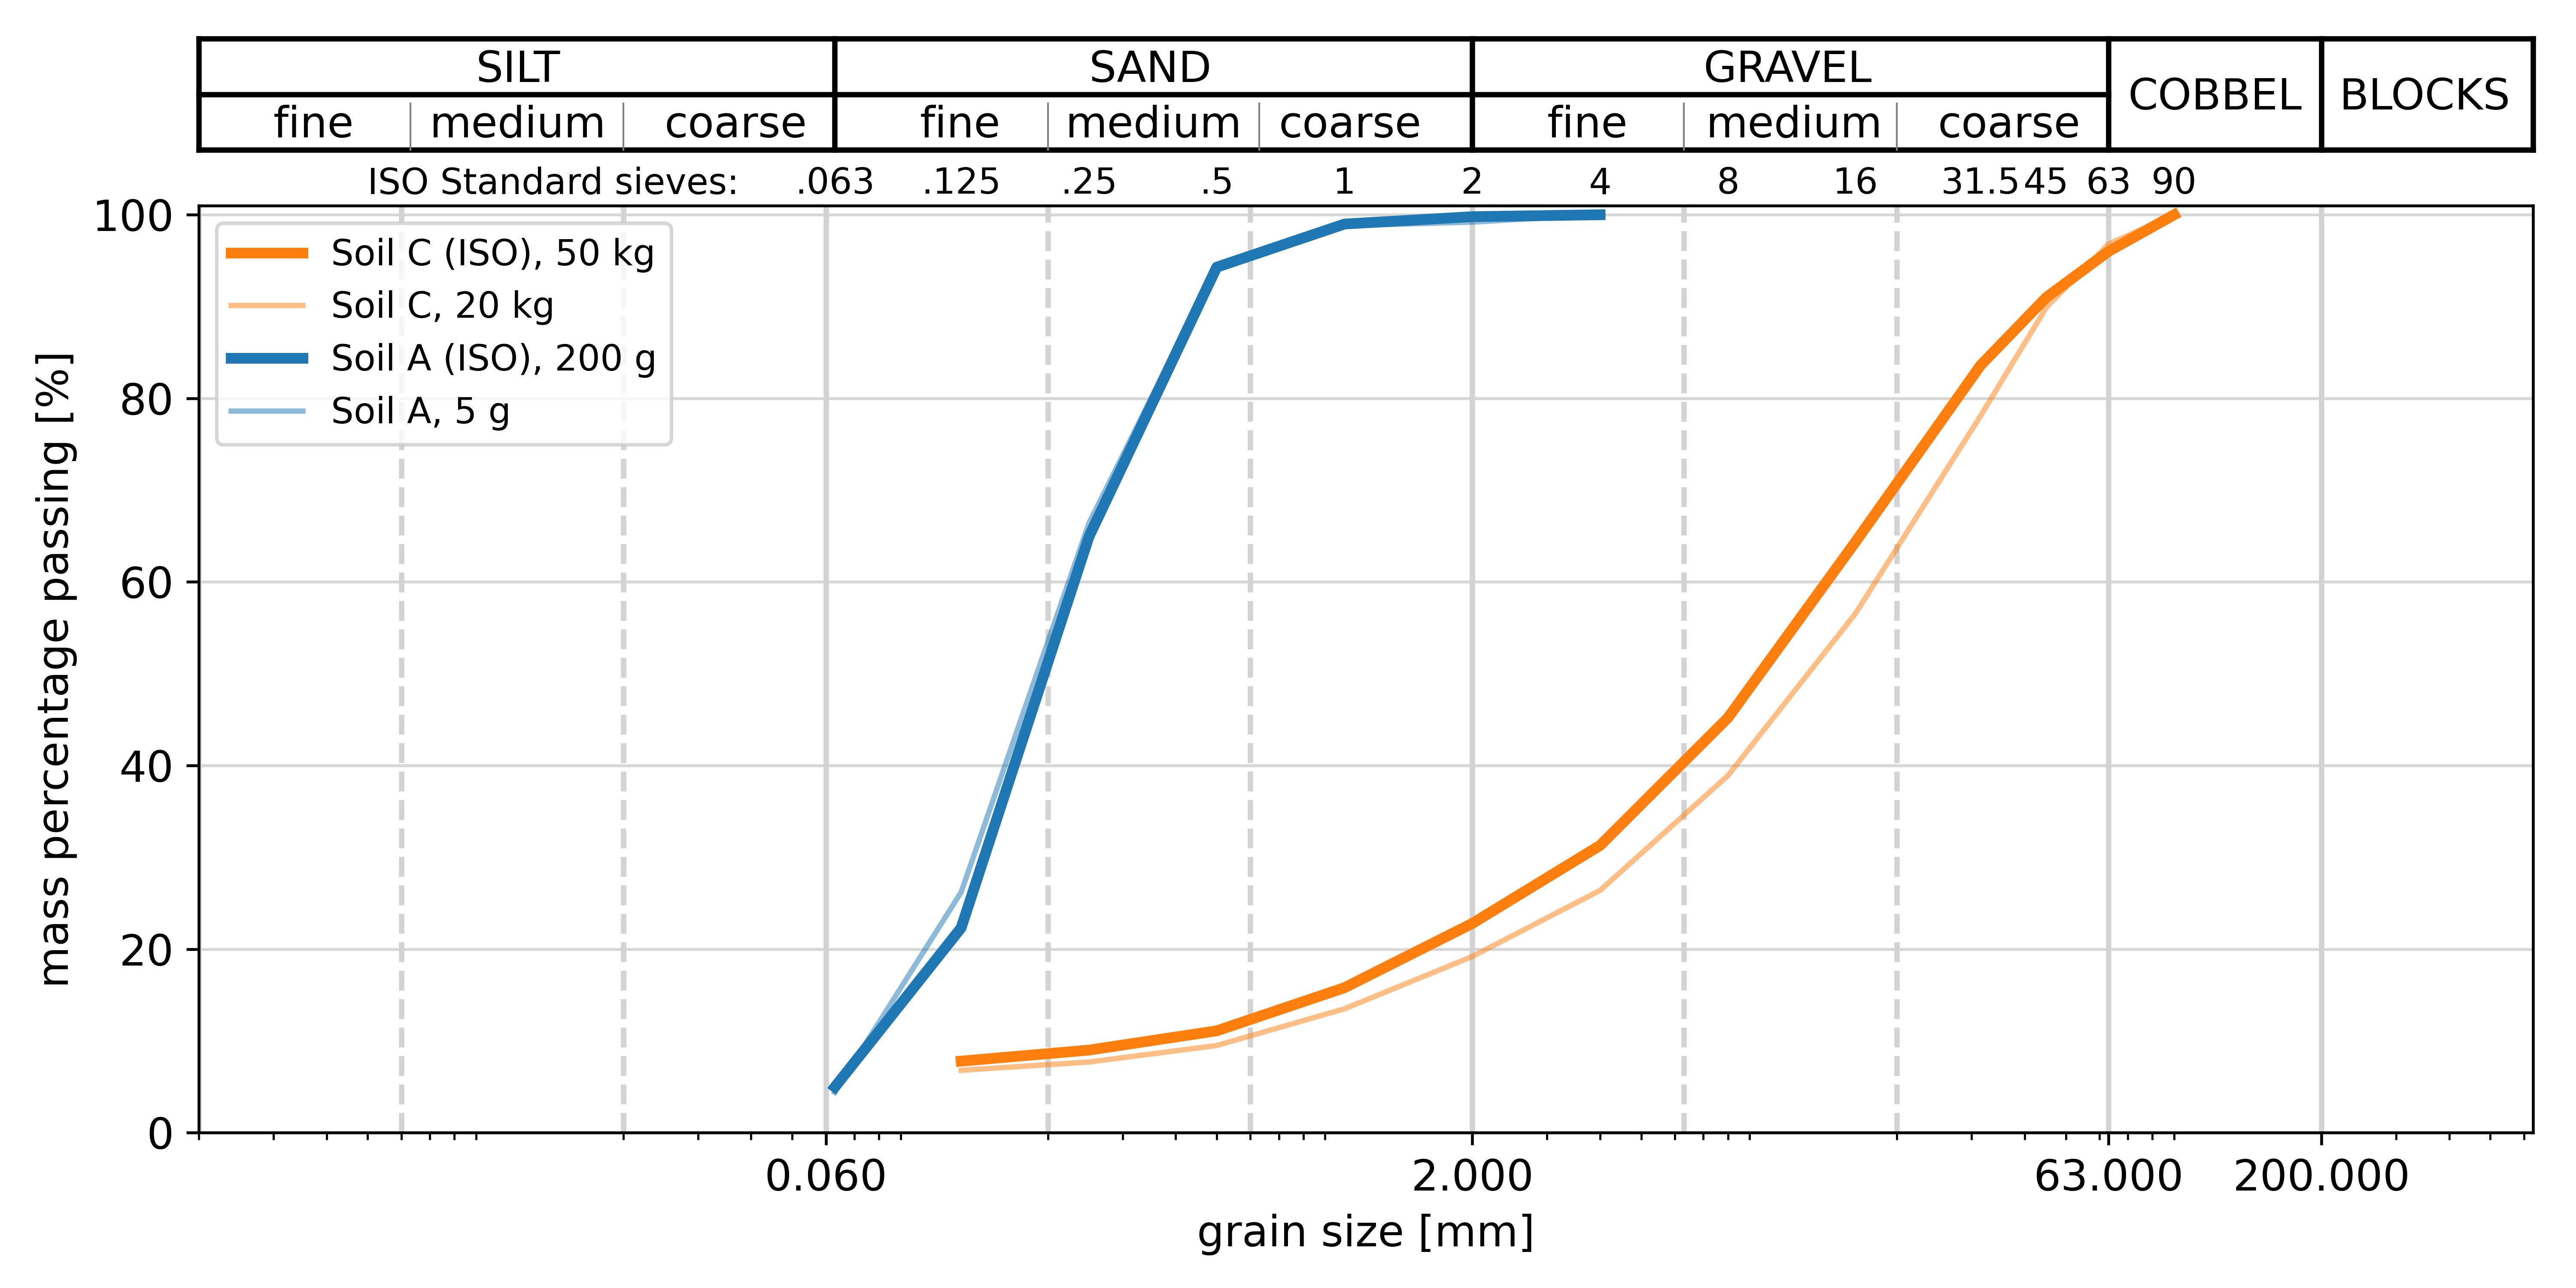 SILT SAND GRAVEL COBBEL BLOCKS
fine medium coarse fine medium coarse fine medium coarse
ISO Standard sieves: .063 .125 .25 .5 1 2 4 8 16 31.5 45 63 90
100
Soil C (ISO), 50 kg
Soil C, 20 kg
Soil A (ISO), 200 g
Soil A, 5 g
80
60
40
20
0
mass percentage passing [%]
0.060 2.000 63.000 200.000
grain size [mm]